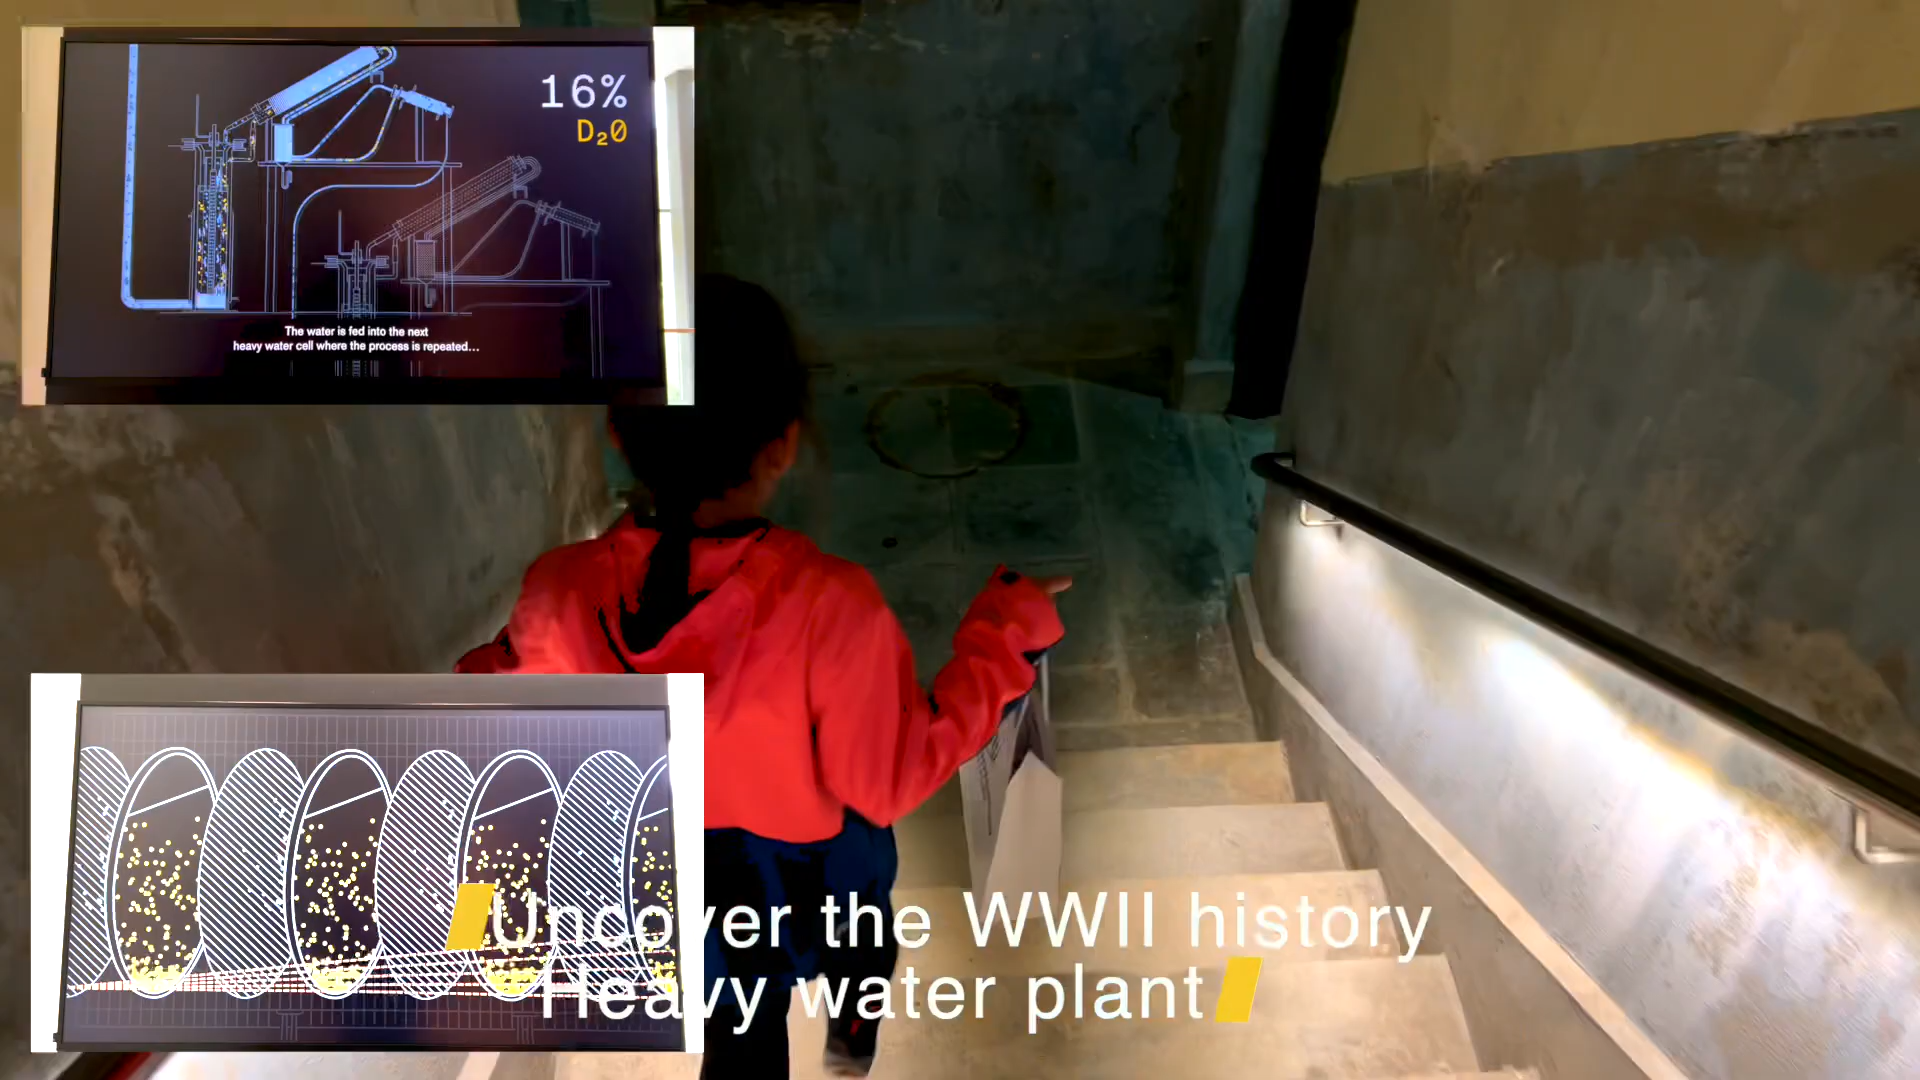 16%
D₂0
The water is fed into the next
heavy water cell where the process is repeated...
Uncover the WWII history
Heavy water plant